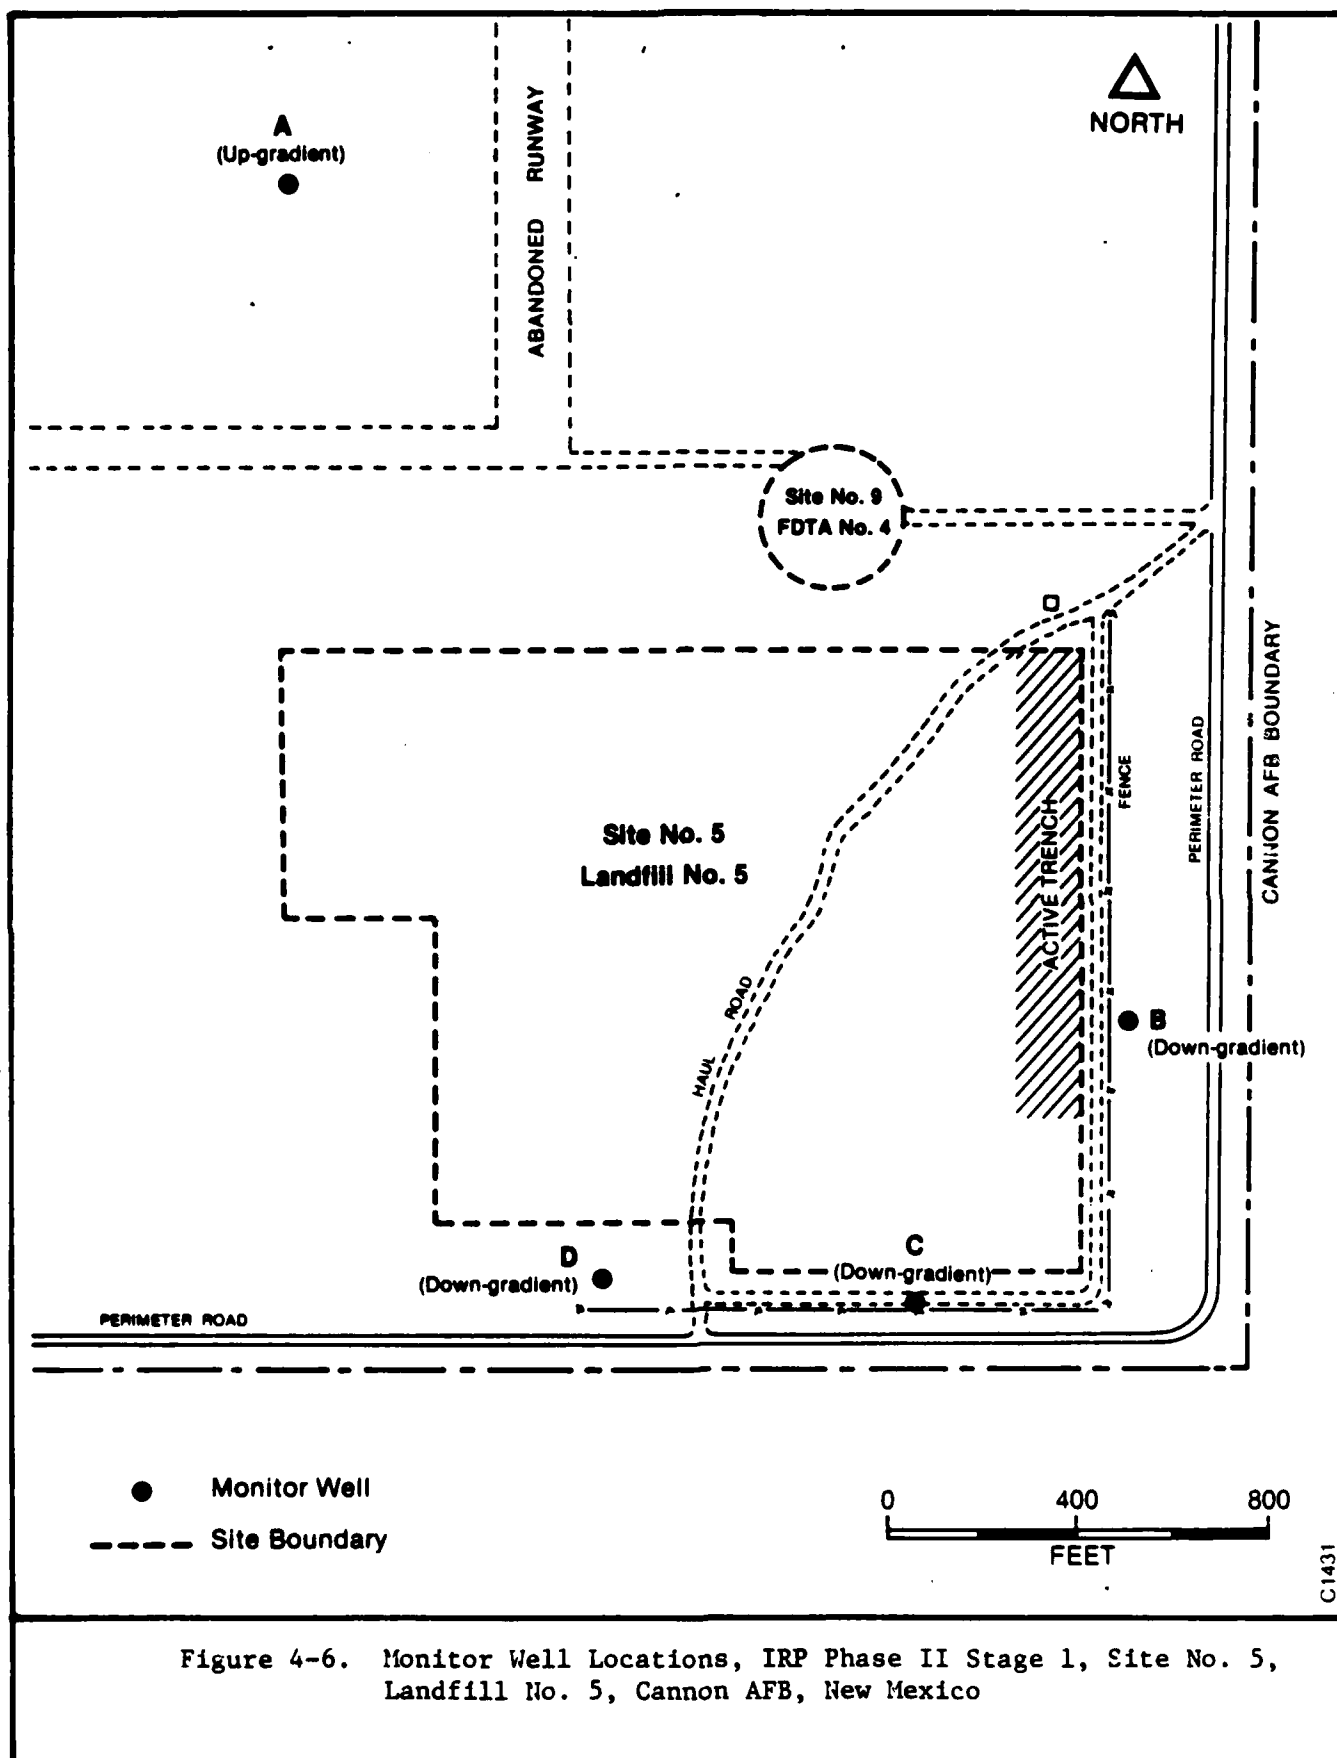 NORTH
A
(Up-gradient)
ABANDONED RUNWAY
Site No. 9
FDTA No. 4
CANNON AFB BOUNDARY
PERIMETER ROAD
FENCE
ACTIVE TRENCH
Site No. 5
Landfill No. 5
HAUL ROAD
B
(Down-gradient)
C
(Down-gradient)
D
(Down-gradient)
PERIMETER ROAD
Monitor Well
Site Boundary
0 400 800
FEET
C1431
Figure 4-6. Monitor Well Locations, IRP Phase II Stage 1, Site No. 5,
Landfill No. 5, Cannon AFB, New Mexico